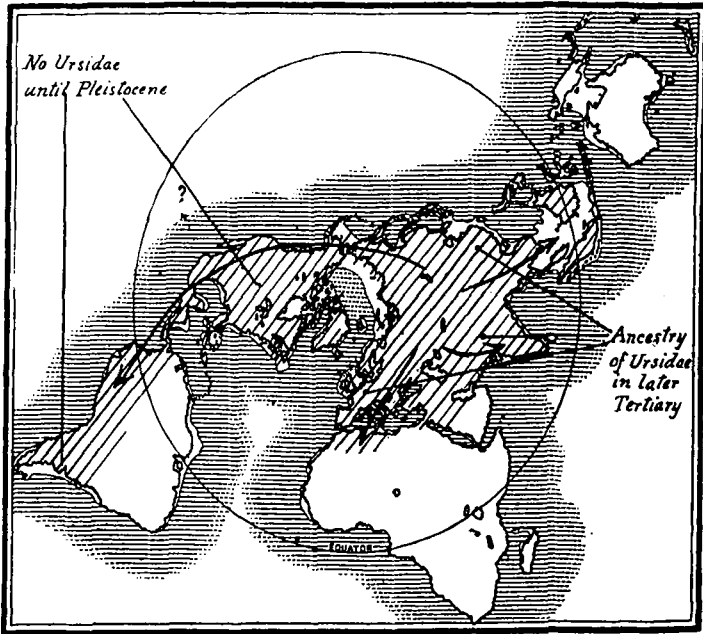 No Ursidae
until Pleistocene
?
Ancestry
of Ursidae
in later
Tertiary
EQUATOR